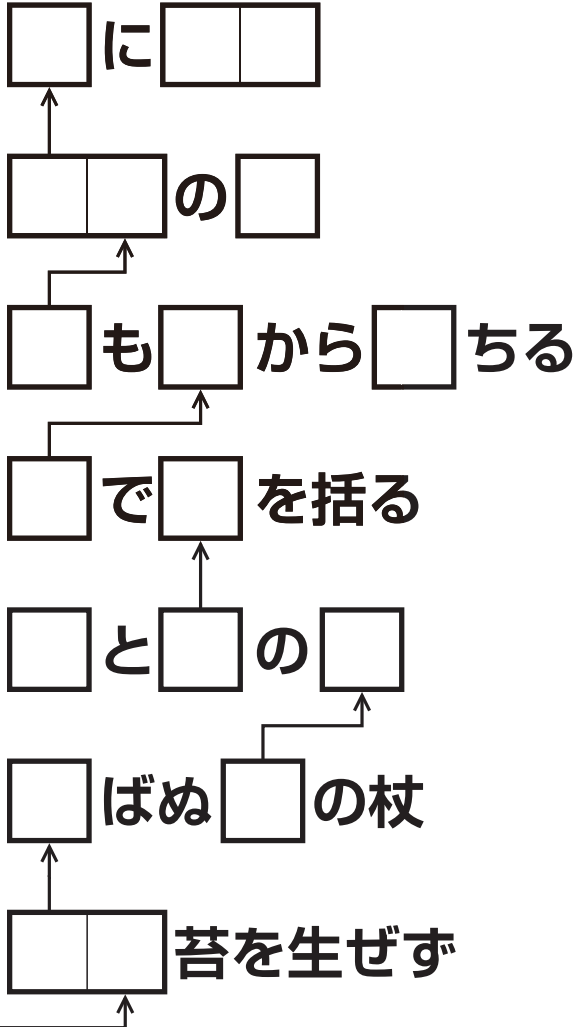 に
の
も から ちる
で を括る
と の
ばぬ の杖
苔を生ぜず